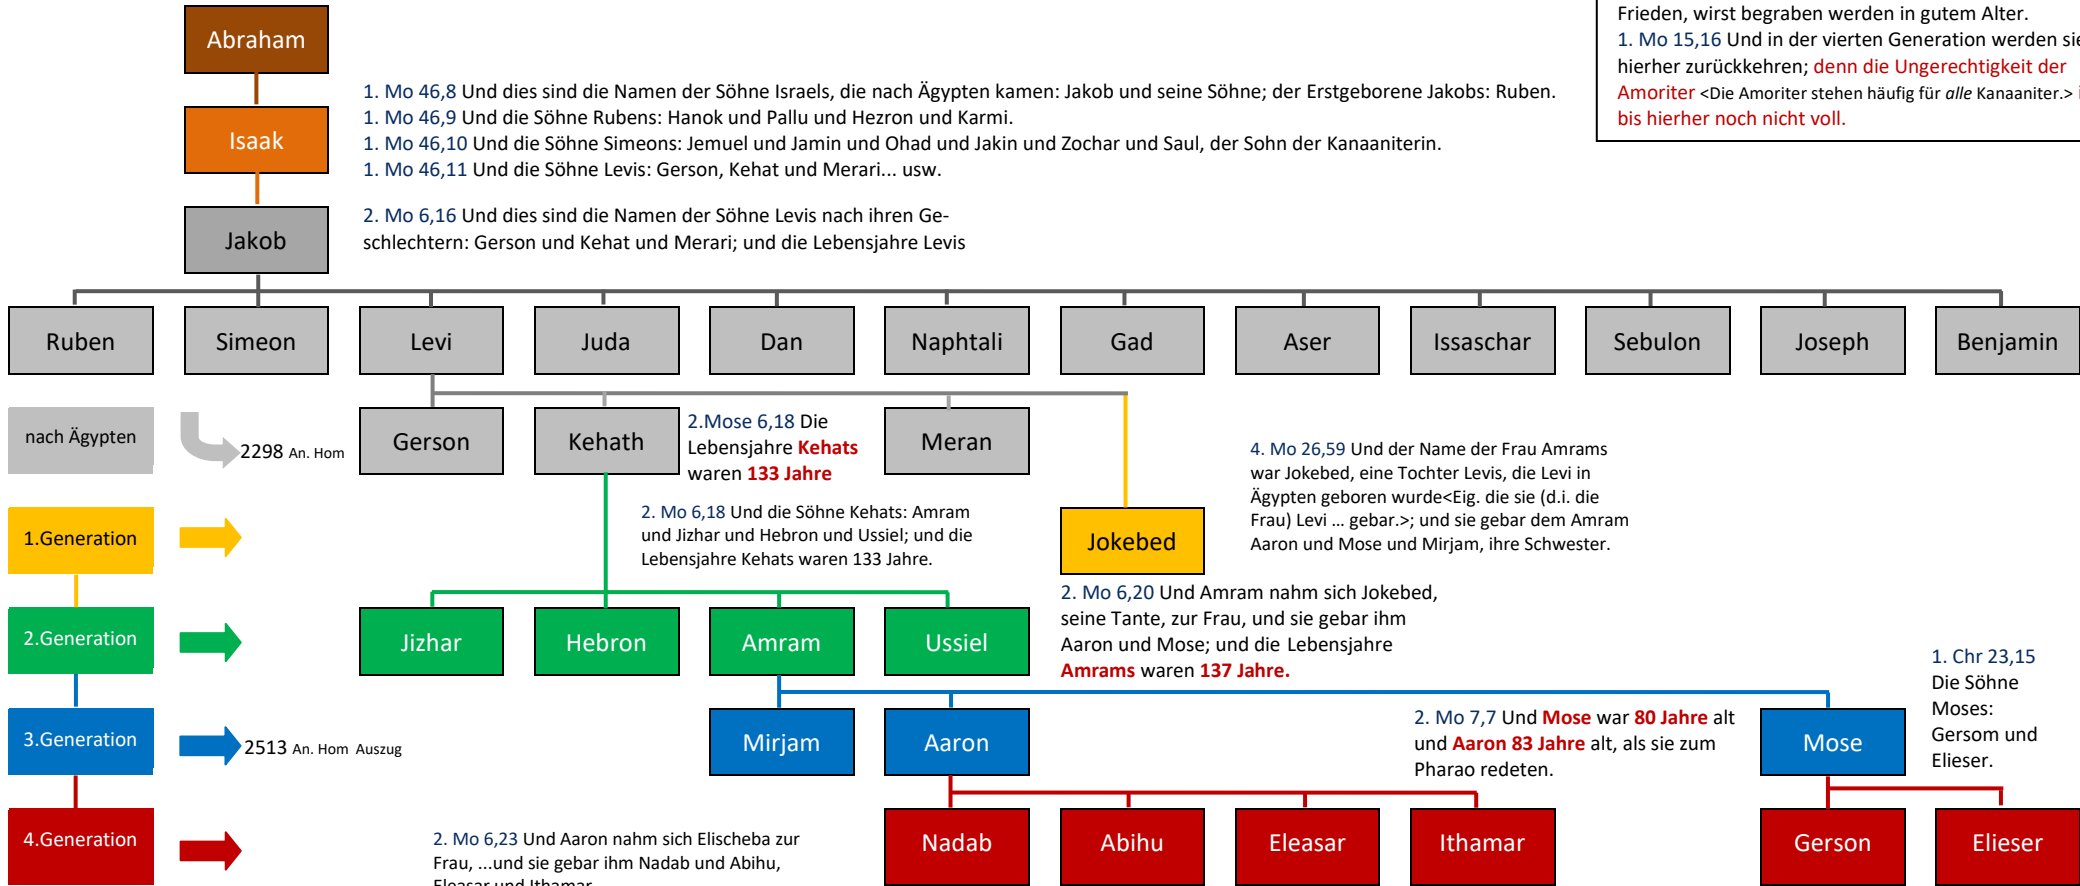 Frieden, wirst begraben werden in gutem Alter.
1. Mo 15,16 Und in der vierten Generation werden sie
hierher zurückkehren; denn die Ungerechtigkeit der
Amoriter <Die Amoriter stehen häufig für alle Kanaaniter.>
bis hierher noch nicht voll.
Abraham
Isaak
Jakob
1. Mo 46,8 Und dies sind die Namen der Söhne Israels, die nach Ägypten kamen: Jakob und seine Söhne; der Erstgeborene Jakobs: Ruben.
1. Mo 46,9 Und die Söhne Rubens: Hanok und Pallu und Hezron und Karmi.
1. Mo 46,10 Und die Söhne Simeons: Jemuel und Jamin und Ohad und Jakin und Zochar und Saul, der Sohn der Kanaaniterin.
1. Mo 46,11 Und die Söhne Levis: Gerson, Kehat und Merari... usw.
2. Mo 6,16 Und dies sind die Namen der Söhne Levis nach ihren Ge-
schlechtern: Gerson und Kehat und Merari; und die Lebensjahre Levis
Ruben
Simeon
Levi
Juda
Dan
Naphtali
Gad
Aser
Issaschar
Sebulon
Joseph
Benjamin
nach Ägypten
2298 An. Hom
Gerson
Kehath
2.Mose 6,18 Die
Lebensjahre Kehats
waren 133 Jahre
Meran
4. Mo 26,59 Und der Name der Frau Amrams
war Jokebed, eine Tochter Levis, die Levi in
Ägypten geboren wurde<Eig. die sie (d.i. die
Frau) Levi ... gebar.>; und sie gebar dem Amram
Aaron und Mose und Mirjam, ihre Schwester.
1.Generation
2. Mo 6,18 Und die Söhne Kehats: Amram
und Jizhar und Hebron und Ussiel; und die
Lebensjahre Kehats waren 133 Jahre.
Jokebed
2. Mo 6,20 Und Amram nahm sich Jokebed,
seine Tante, zur Frau, und sie gebar ihm
Aaron und Mose; und die Lebensjahre
Amrams waren 137 Jahre.
2.Generation
Jizhar
Hebron
Amram
Ussiel
1. Chr 23,15
Die Söhne
Moses:
Gersom und
Elieser.
3.Generation
2513 An. Hom Auszug
Mirjam
Aaron
2. Mo 7,7 Und Mose war 80 Jahre alt
und Aaron 83 Jahre alt, als sie zum
Pharao redeten.
Mose
4.Generation
2. Mo 6,23 Und Aaron nahm sich Elischeba zur
Frau, ...und sie gebar ihm Nadab und Abihu,
Eleasar und Ithamar
Nadab
Abihu
Eleasar
Ithamar
Gerson
Elieser